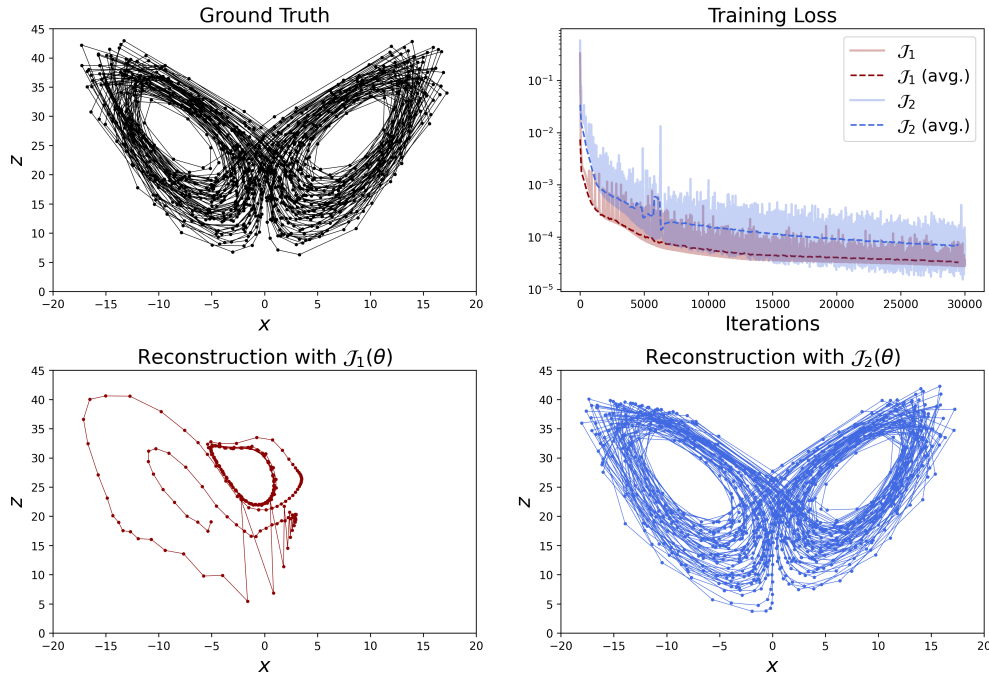 Ground Truth
45
40
35
30
25
20
15
10
5
0
z
−20 −15 −10 −5 0 5 10 15 20
x
Training Loss
10⁻¹
10⁻²
10⁻³
10⁻⁴
10⁻⁵
𝒥₁
𝒥₁ (avg.)
𝒥₂
𝒥₂ (avg.)
0 5000 10000 15000 20000 25000 30000
Iterations
Reconstruction with 𝒥₁(θ)
45
40
35
30
25
20
15
10
5
0
z
−20 −15 −10 −5 0 5 10 15 20
x
Reconstruction with 𝒥₂(θ)
45
40
35
30
25
20
15
10
5
0
z
−20 −15 −10 −5 0 5 10 15 20
x